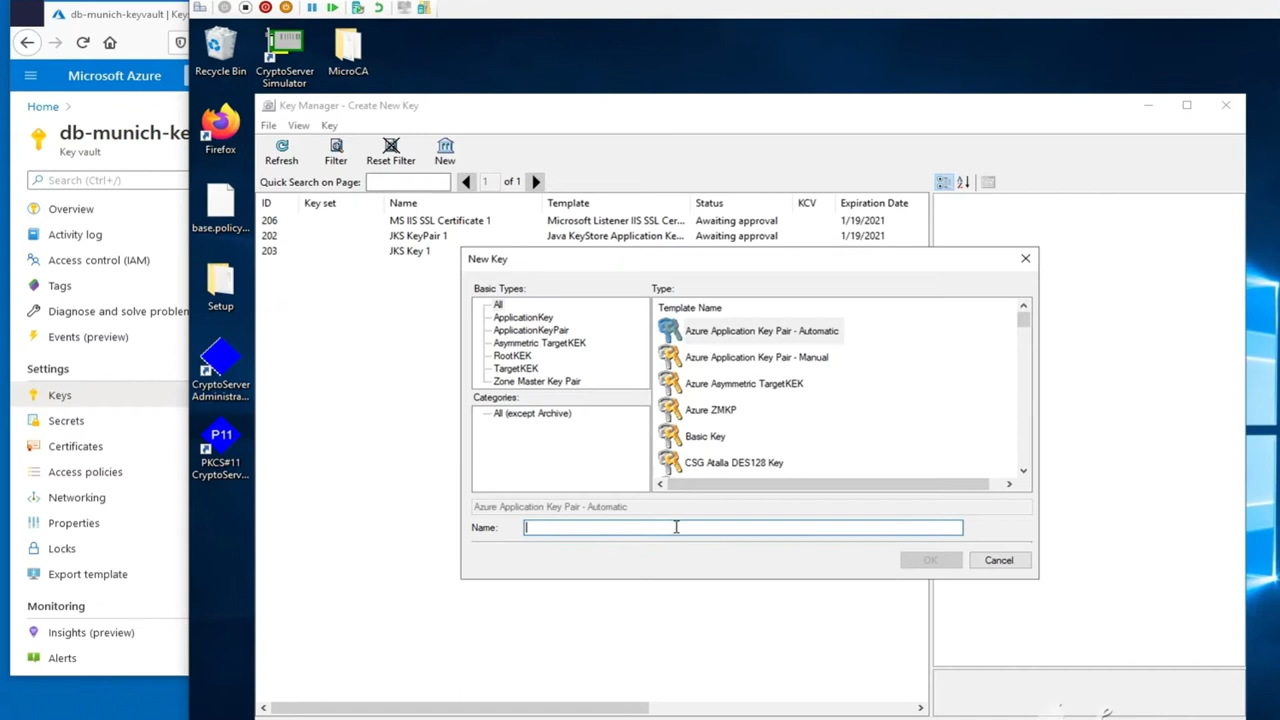 db-munich-keyvault | Key
Microsoft Azure
Home
db-munich-ke
Key vault
Search (Ctrl+/)
Overview
Activity log
Access control (IAM)
Tags
Diagnose and solve problem
Events (preview)
Settings
Keys
Secrets
Certificates
Access policies
Networking
Properties
Locks
Export template
Monitoring
Insights (preview)
Alerts
Recycle Bin
CryptoServer
Simulator
MicroCA
Firefox
base.policy...
Setup
CryptoServer
Administra...
P11
PKCS#11
CryptoServ...
Key Manager - Create New Key
File View Key
Refresh Filter Reset Filter New
Quick Search on Page: 1 of 1
ID Key set Name Template Status KCV Expiration Date
206 MS IIS SSL Certificate 1 Microsoft Listener IIS SSL Cer... Awaiting approval 1/19/2021
202 JKS KeyPair 1 Java KeyStore Application Ke... Awaiting approval 1/19/2021
203 JKS Key 1
New Key
Basic Types:
All
ApplicationKey
ApplicationKeyPair
Asymmetric TargetKEK
RootKEK
TargetKEK
Zone Master Key Pair
Categories:
All (except Archive)
Type:
Template Name
Azure Application Key Pair - Automatic
Azure Application Key Pair - Manual
Azure Asymmetric TargetKEK
Azure ZMKP
Basic Key
CSG Atalla DES128 Key
Azure Application Key Pair - Automatic
Name:
OK Cancel